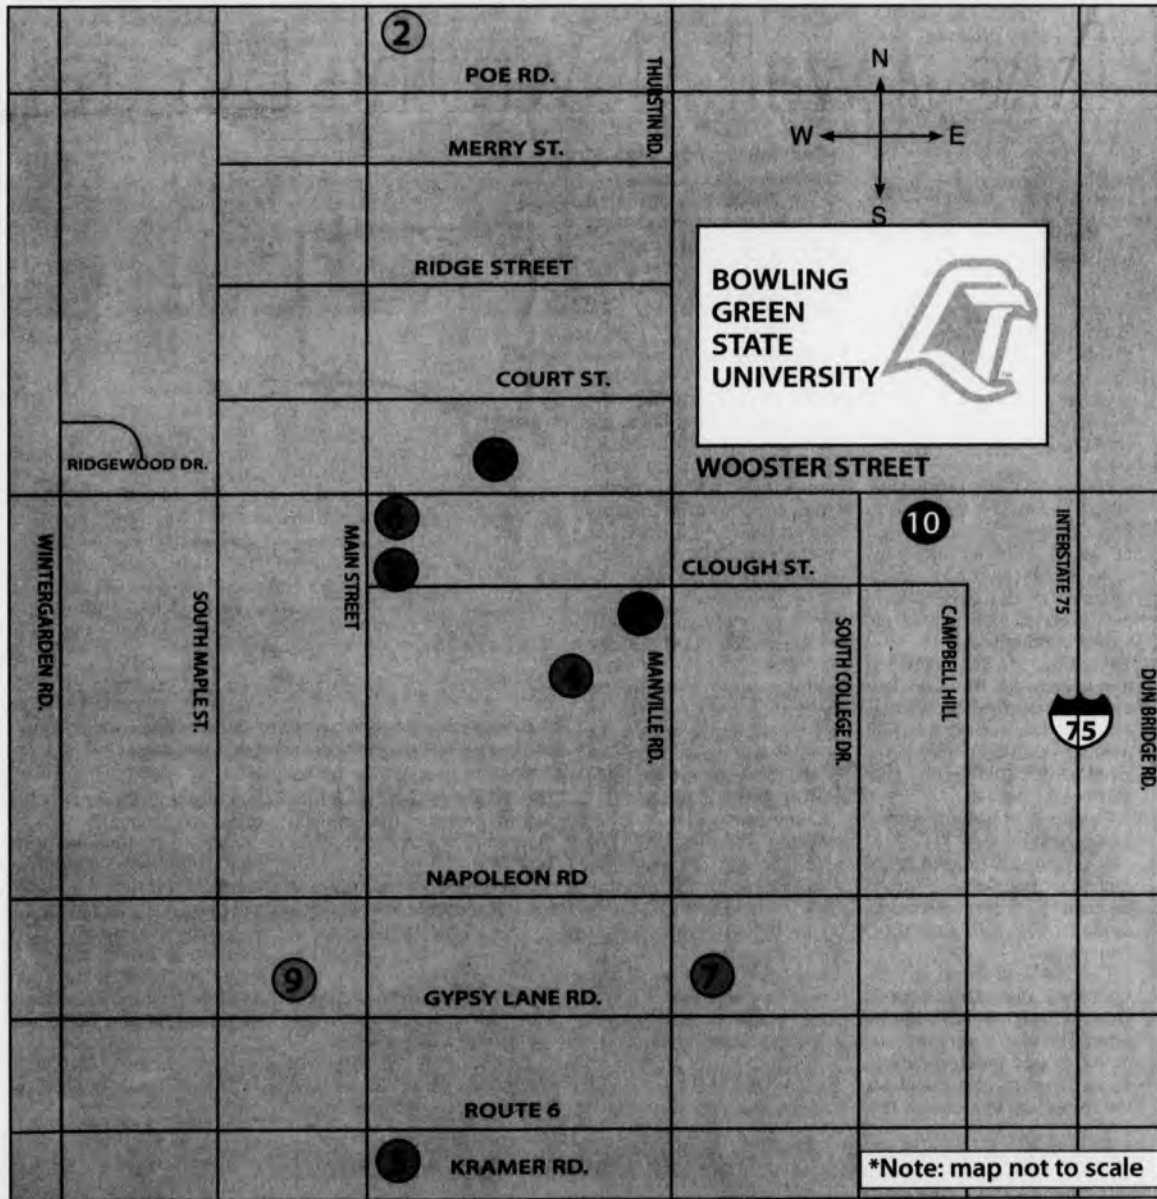 2
POE RD.
THUSTIN RD.
N
W
E
S
MERRY ST.
RIDGE STREET
BOWLING
GREEN
STATE
UNIVERSITY
COURT ST.
RIDGEWOOD DR.
WOOSTER STREET
10
MAIN STREET
INTERSTATE 75
WINTERGARDEN RD.
CLOUGH ST.
SOUTH MAPLE ST.
4
MANVILLE RD.
SOUTH COLLEGE DR.
CAMPBELL HILL
75
DUN BRIDGE RD.
NAPOLEON RD
9
7
GYPSY LANE RD.
ROUTE 6
5
KRAMER RD.
*Note: map not to scale